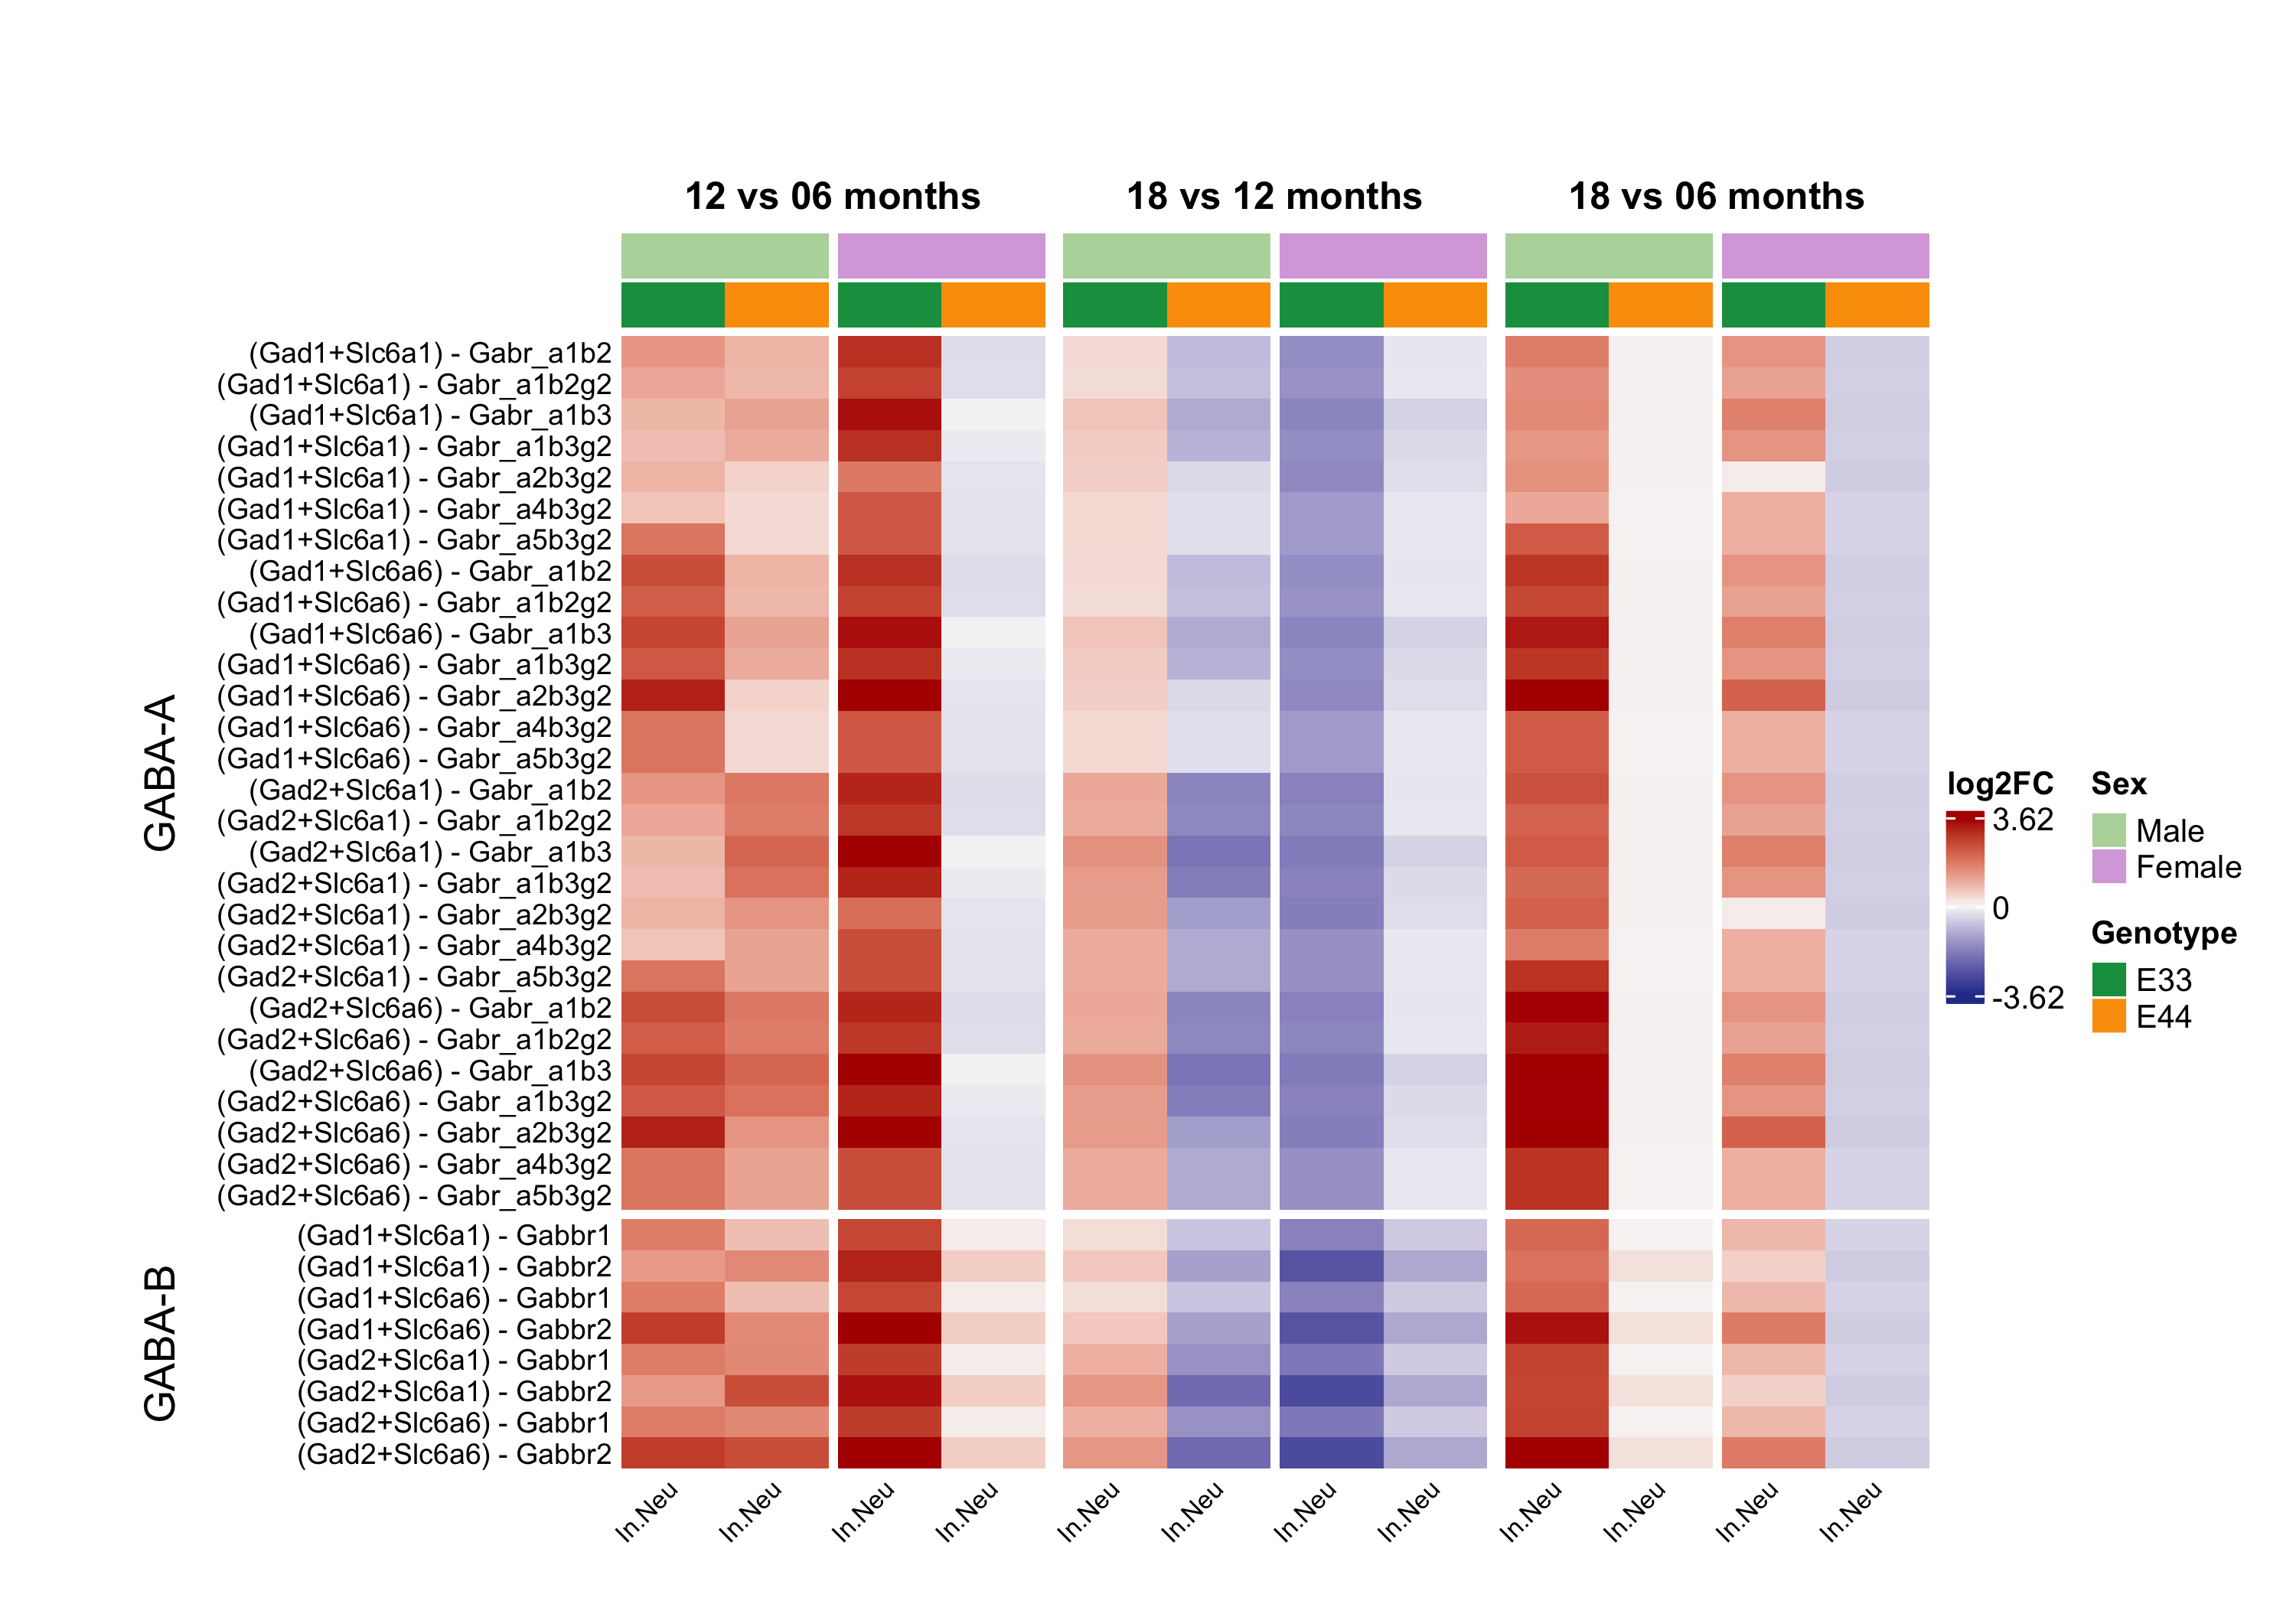 12 vs 06 months
18 vs 12 months
18 vs 06 months
GABA-A
(Gad1+Slc6a1) - Gabr_a1b2
(Gad1+Slc6a1) - Gabr_a1b2g2
(Gad1+Slc6a1) - Gabr_a1b3
(Gad1+Slc6a1) - Gabr_a1b3g2
(Gad1+Slc6a1) - Gabr_a2b3g2
(Gad1+Slc6a1) - Gabr_a4b3g2
(Gad1+Slc6a1) - Gabr_a5b3g2
(Gad1+Slc6a6) - Gabr_a1b2
(Gad1+Slc6a6) - Gabr_a1b2g2
(Gad1+Slc6a6) - Gabr_a1b3
(Gad1+Slc6a6) - Gabr_a1b3g2
(Gad1+Slc6a6) - Gabr_a2b3g2
(Gad1+Slc6a6) - Gabr_a4b3g2
(Gad1+Slc6a6) - Gabr_a5b3g2
(Gad2+Slc6a1) - Gabr_a1b2
(Gad2+Slc6a1) - Gabr_a1b2g2
(Gad2+Slc6a1) - Gabr_a1b3
(Gad2+Slc6a1) - Gabr_a1b3g2
(Gad2+Slc6a1) - Gabr_a2b3g2
(Gad2+Slc6a1) - Gabr_a4b3g2
(Gad2+Slc6a1) - Gabr_a5b3g2
(Gad2+Slc6a6) - Gabr_a1b2
(Gad2+Slc6a6) - Gabr_a1b2g2
(Gad2+Slc6a6) - Gabr_a1b3
(Gad2+Slc6a6) - Gabr_a1b3g2
(Gad2+Slc6a6) - Gabr_a2b3g2
(Gad2+Slc6a6) - Gabr_a4b3g2
(Gad2+Slc6a6) - Gabr_a5b3g2
GABA-B
(Gad1+Slc6a1) - Gabbr1
(Gad1+Slc6a1) - Gabbr2
(Gad1+Slc6a6) - Gabbr1
(Gad1+Slc6a6) - Gabbr2
(Gad2+Slc6a1) - Gabbr1
(Gad2+Slc6a1) - Gabbr2
(Gad2+Slc6a6) - Gabbr1
(Gad2+Slc6a6) - Gabbr2
In.Neu
In.Neu
In.Neu
In.Neu
In.Neu
In.Neu
In.Neu
In.Neu
In.Neu
In.Neu
In.Neu
In.Neu
log2FC
3.62
0
-3.62
Sex
Male
Female
Genotype
E33
E44